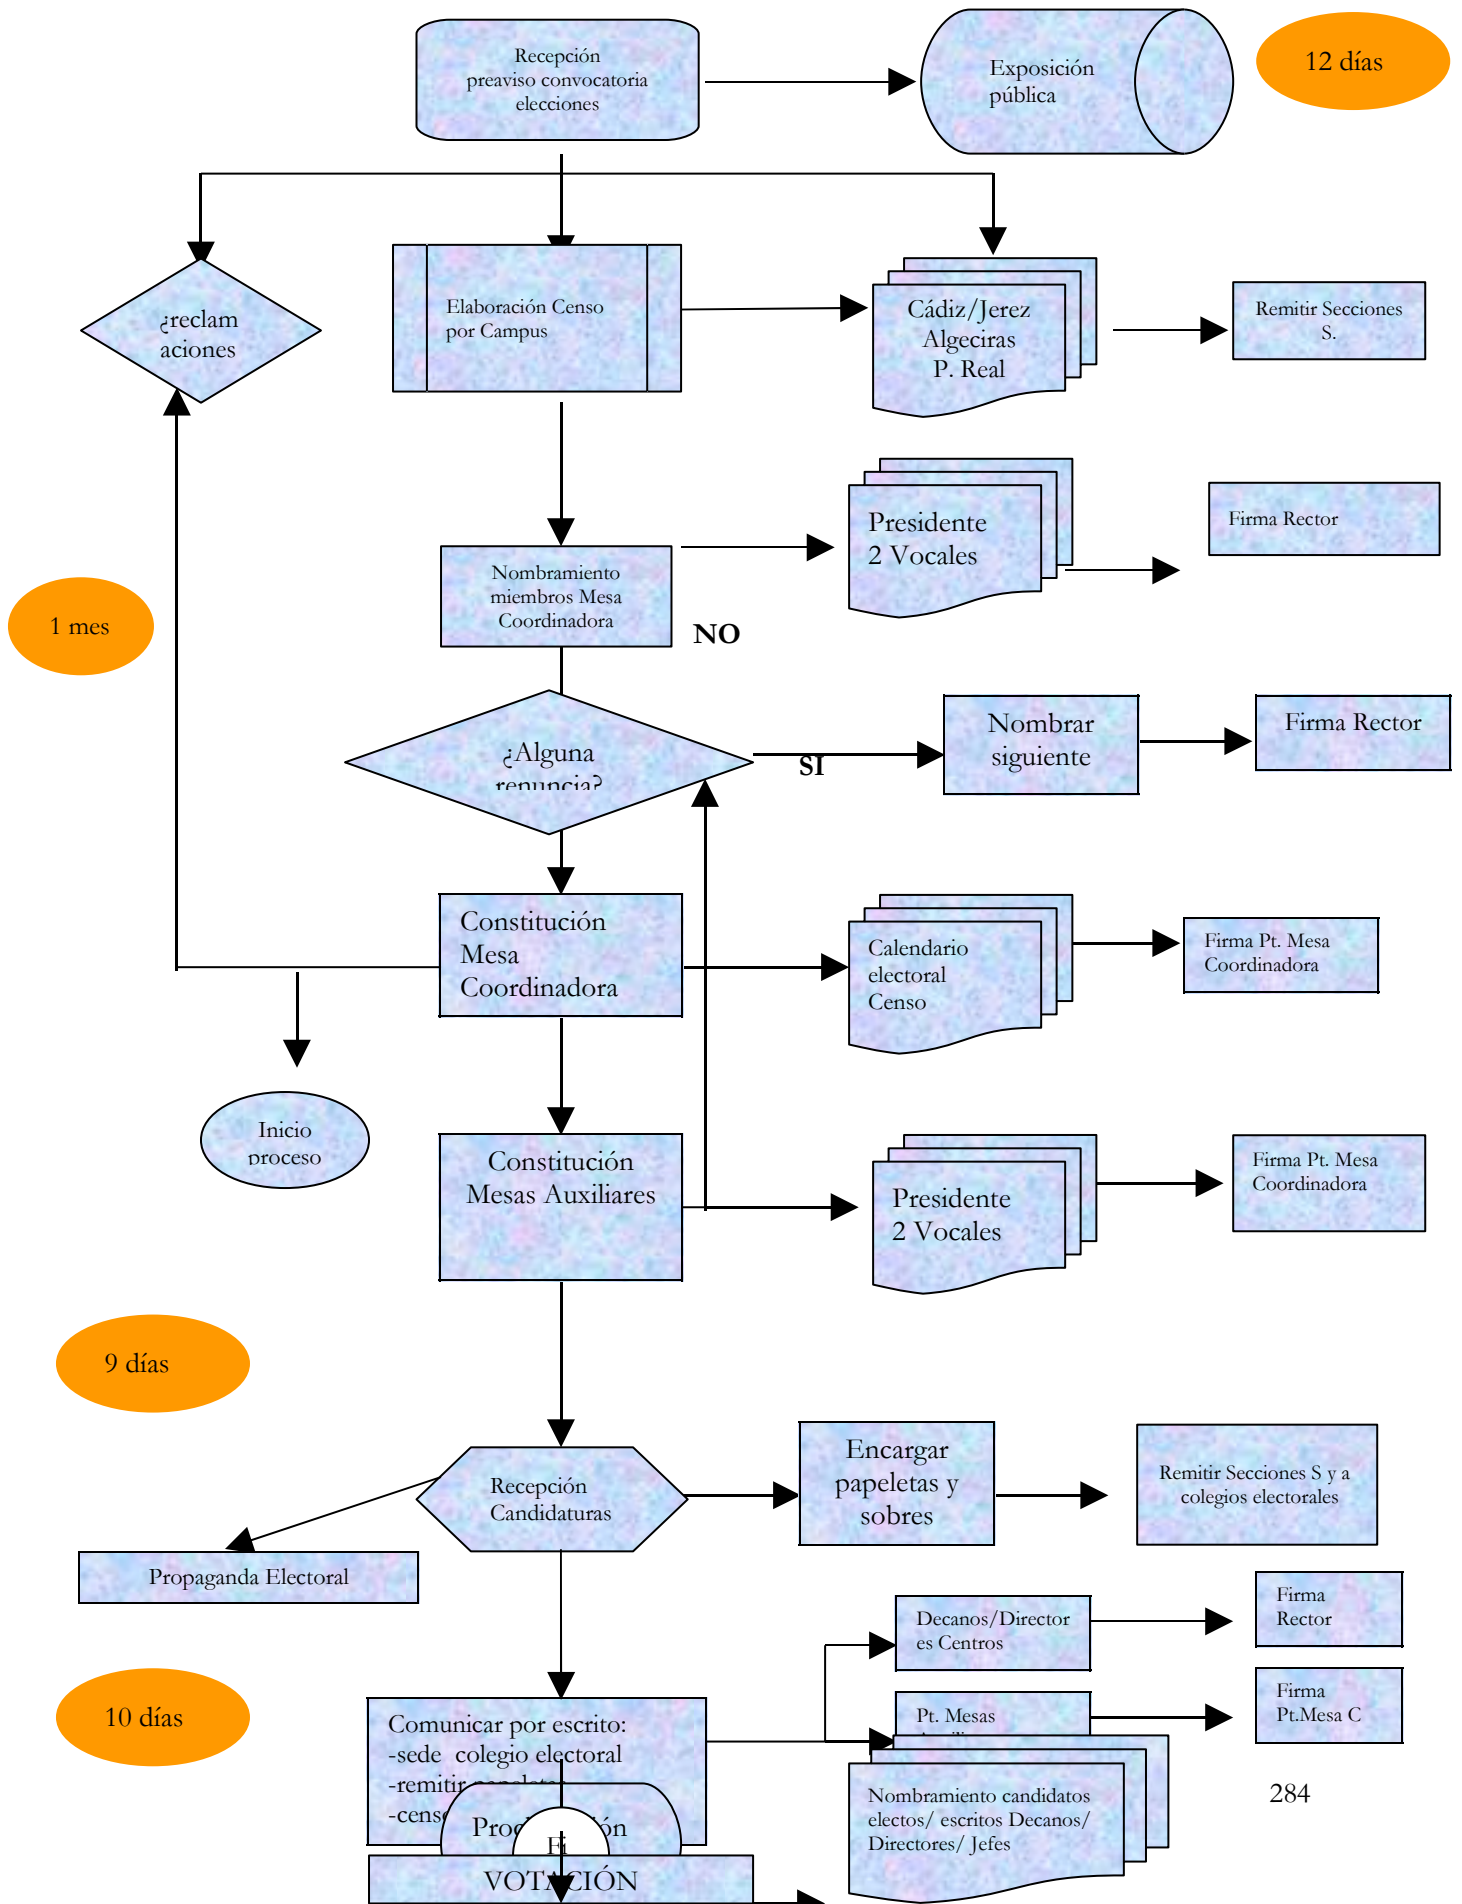 Recepción
preaviso convocatoria
elecciones
Exposición
pública
12 días
¿reclam
aciones
Elaboración Censo
por Campus
Cádiz/Jerez
Algeciras
P. Real
Remitir Secciones
S.
Presidente
2 Vocales
Firma Rector
Nombramiento
miembros Mesa
Coordinadora
1 mes
NO
¿Alguna
renuncia?
SI
Nombrar
siguiente
Firma Rector
Constitución
Mesa
Coordinadora
Calendario
electoral
Censo
Firma Pt. Mesa
Coordinadora
Inicio
proceso
Constitución
Mesas Auxiliares
Presidente
2 Vocales
Firma Pt. Mesa
Coordinadora
9 días
Recepción
Candidaturas
Encargar
papeletas y
sobres
Remitir Secciones S y a
colegios electorales
Propaganda Electoral
Decanos/Director
es Centros
Firma
Rector
10 días
Comunicar por escrito:
-sede colegio electoral
-remitir
Pt. Mesas
Firma
Pt.Mesa C
Nombramiento candidatos
electos/ escritos Decanos/
Directores/ Jefes
284
VOTACIÓN